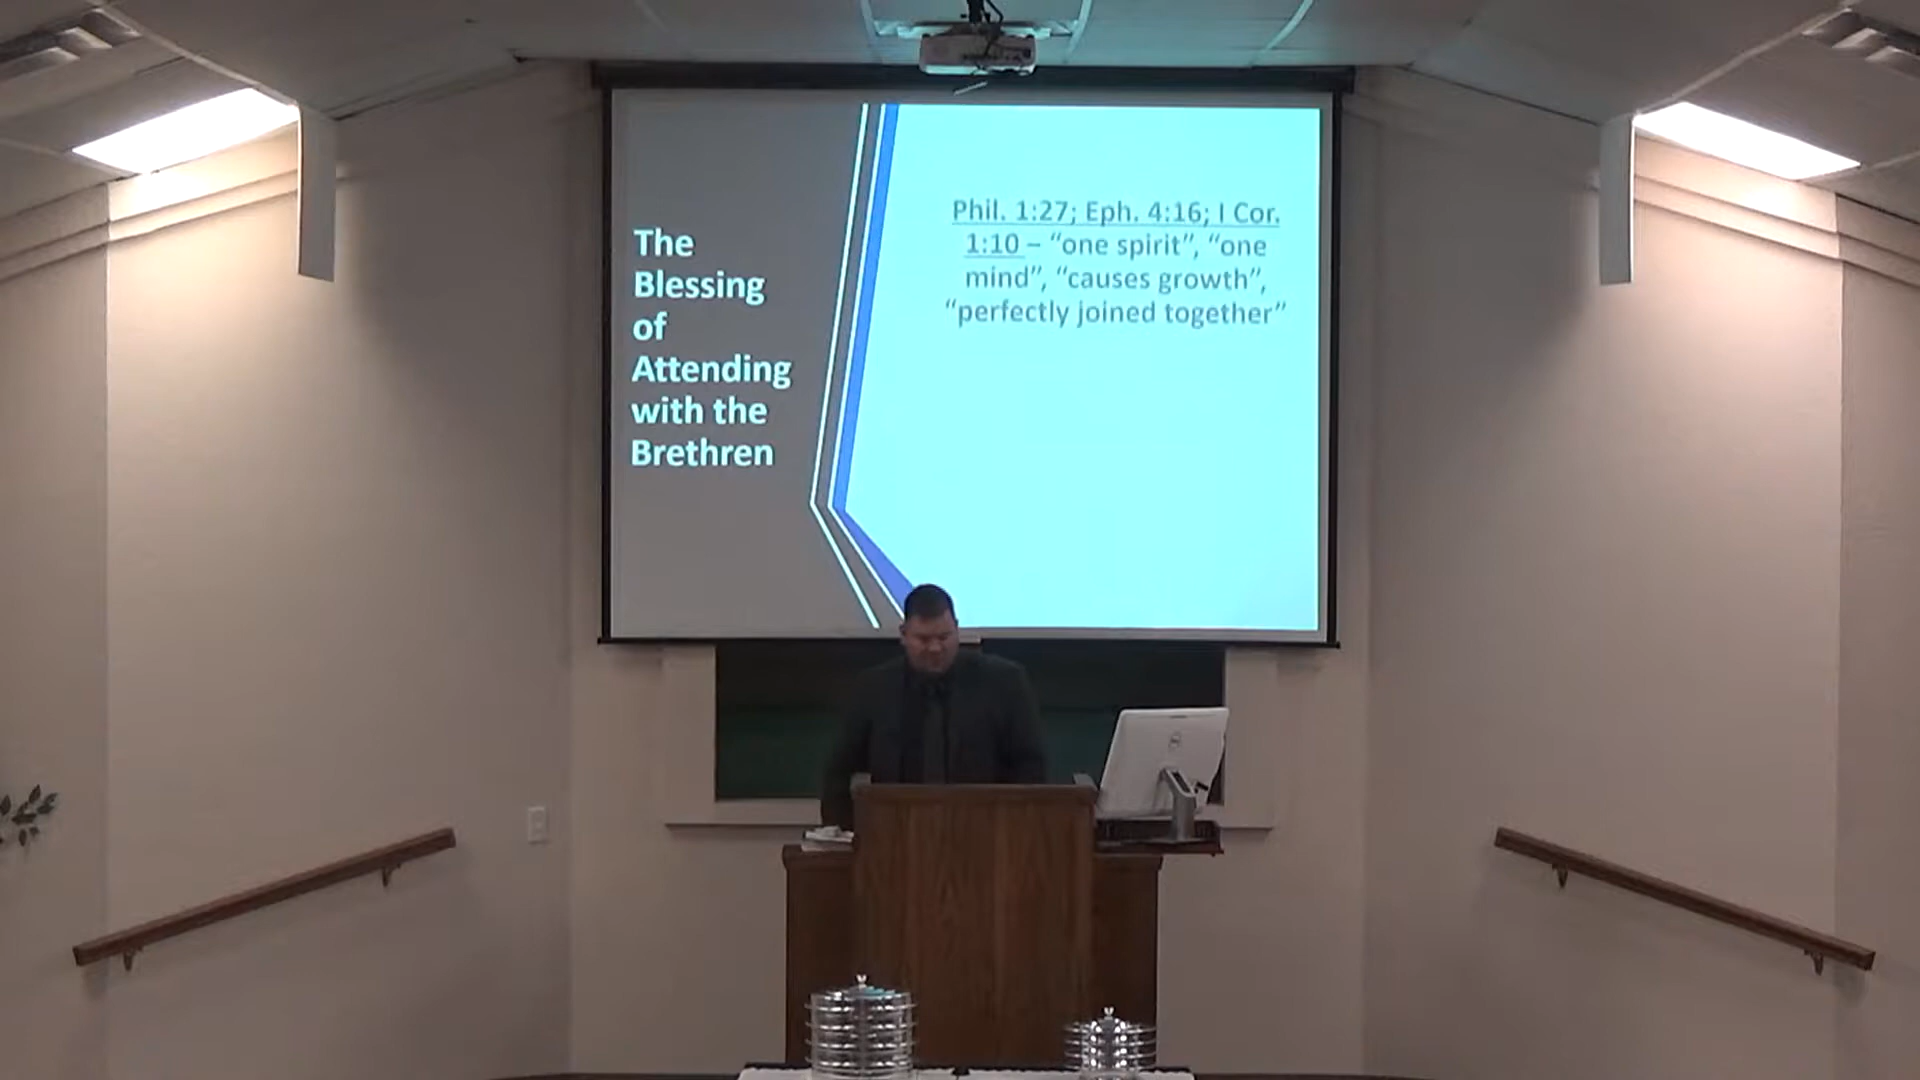 The
Blessing
of
Attending
with the
Brethren
Phil. 1:27; Eph. 4:16; I Cor.
1:10 – “one spirit”, “one
mind”, “causes growth”,
“perfectly joined together”